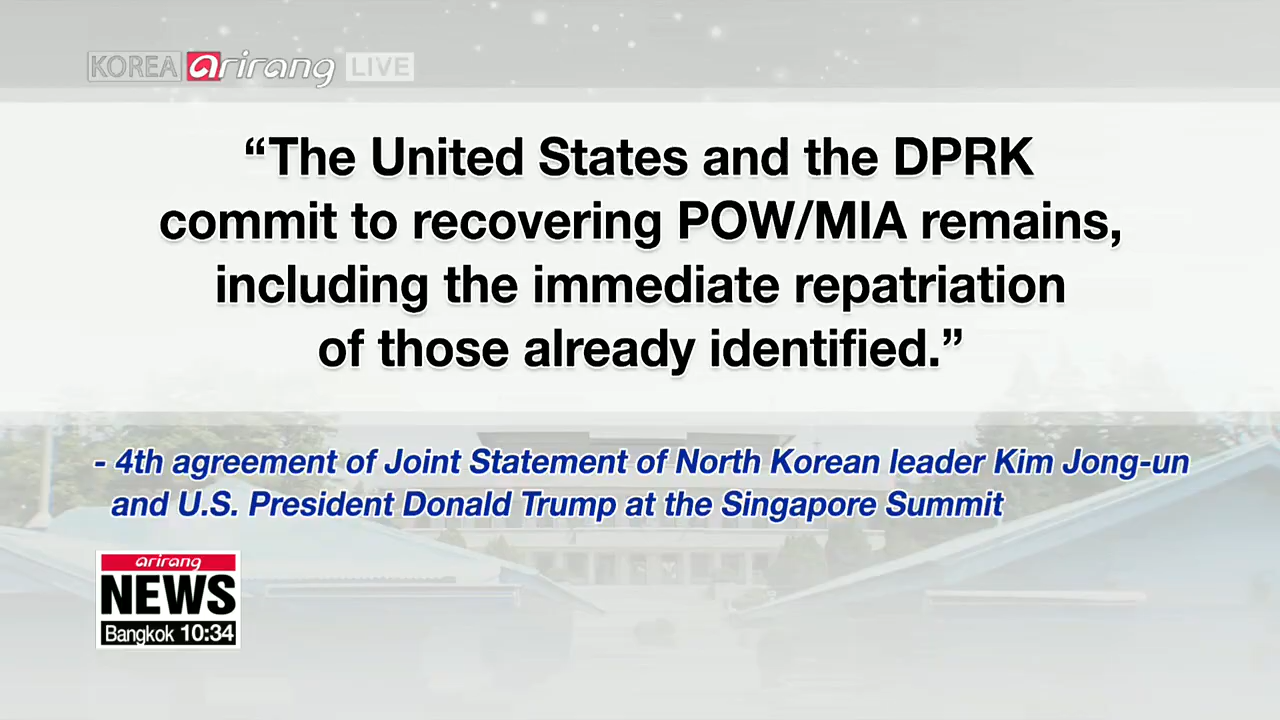 KOREA arirang LIVE
“The United States and the DPRK
commit to recovering POW/MIA remains,
including the immediate repatriation
of those already identified.”
- 4th agreement of Joint Statement of North Korean leader Kim Jong-un
and U.S. President Donald Trump at the Singapore Summit
arirang
NEWS
Bangkok 10:34